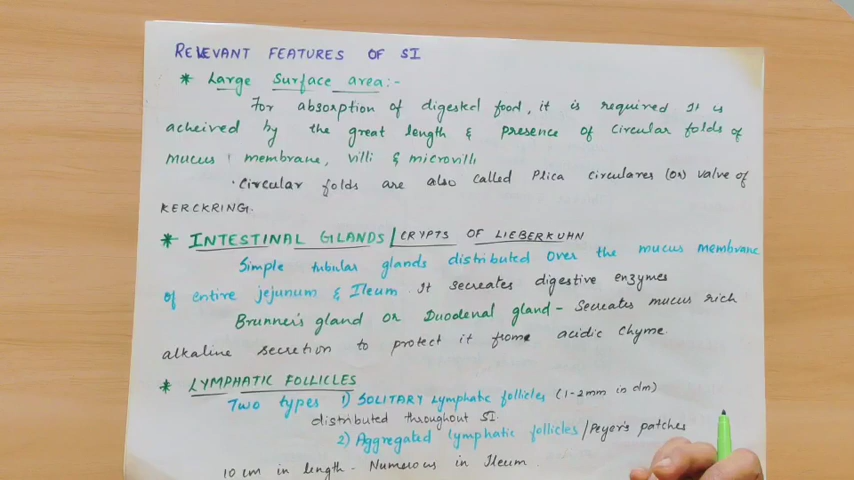 RELEVANT FEATURES OF SI
* Large Surface area:-
For absorption of digested food, it is required It is
acheived by the great length & presence of Circular folds of
mucus membrane, villi & microvilli
Circular folds are also called Plica circulares (or) valve of
KERCKRING.
* INTESTINAL GLANDS/CRYPTS OF LIEBERKUHN
Simple tubular glands distributed over the mucus membrane
of entire jejunum & Ileum. It secreates digestive enzymes
Brunner's gland or Duodenal gland - Secreates mucus rich
alkaline secretion to protect it frome acidic chyme.
* LYMPHATIC FOLLICLES
Two types 1) SOLITARY lymphatic follicles (1-2mm in dm)
distributed throughout SI.
2) Aggregated lymphatic follicles/Peyer's patches
10 cm in length - Numerous in Ileum.